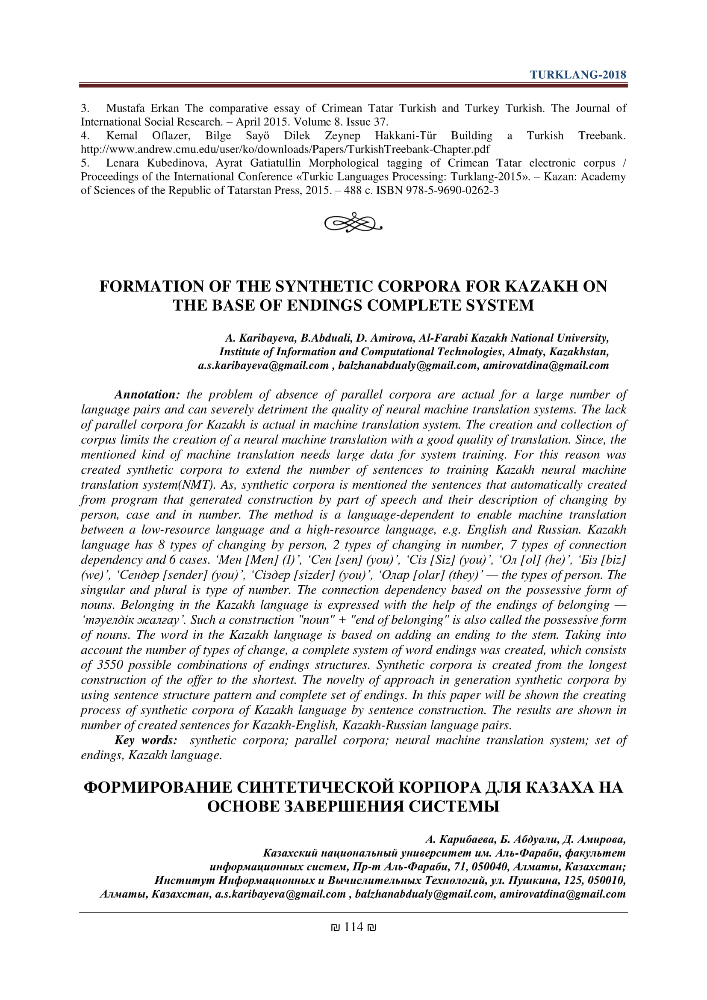 TURKLANG-2018
3. Mustafa Erkan The comparative essay of Crimean Tatar Turkish and Turkey Turkish. The Journal of
International Social Research. – April 2015. Volume 8. Issue 37.
4. Kemal Oflazer, Bilge Sayö Dilek Zeynep Hakkani-Tür Building a Turkish Treebank.
http://www.andrew.cmu.edu/user/ko/downloads/Papers/TurkishTreebank-Chapter.pdf
5. Lenara Kubedinova, Ayrat Gatiatullin Morphological tagging of Crimean Tatar electronic corpus /
Proceedings of the International Conference «Turkic Languages Processing: Turklang-2015». – Kazan: Academy
of Sciences of the Republic of Tatarstan Press, 2015. – 488 c. ISBN 978-5-9690-0262-3
FORMATION OF THE SYNTHETIC CORPORA FOR KAZAKH ON
THE BASE OF ENDINGS COMPLETE SYSTEM
A. Karibayeva, B.Abduali, D. Amirova, Al-Farabi Kazakh National University,
Institute of Information and Computational Technologies, Almaty, Kazakhstan,
a.s.karibayeva@gmail.com , balzhanabdualy@gmail.com, amirovatdina@gmail.com
Annotation: the problem of absence of parallel corpora are actual for a large number of
language pairs and can severely detriment the quality of neural machine translation systems. The lack
of parallel corpora for Kazakh is actual in machine translation system. The creation and collection of
corpus limits the creation of a neural machine translation with a good quality of translation. Since, the
mentioned kind of machine translation needs large data for system training. For this reason was
created synthetic corpora to extend the number of sentences to training Kazakh neural machine
translation system(NMT). As, synthetic corpora is mentioned the sentences that automatically created
from program that generated construction by part of speech and their description of changing by
person, case and in number. The method is a language-dependent to enable machine translation
between a low-resource language and a high-resource language, e.g. English and Russian. Kazakh
language has 8 types of changing by person, 2 types of changing in number, 7 types of connection
dependency and 6 cases. ‘Мен [Men] (I)’, ‘Сен [sen] (you)’, ‘Сіз [Siz] (you)’, ‘Ол [ol] (he)’, ‘Біз [biz]
(we)’, ‘Сендер [sender] (you)’, ‘Сіздер [sizder] (you)’, ‘Олар [olar] (they)’ — the types of person. The
singular and plural is type of number. The connection dependency based on the possessive form of
nouns. Belonging in the Kazakh language is expressed with the help of the endings of belonging —
‘тәуелдік жалғау’. Such a construction "noun" + "end of belonging" is also called the possessive form
of nouns. The word in the Kazakh language is based on adding an ending to the stem. Taking into
account the number of types of change, a complete system of word endings was created, which consists
of 3550 possible combinations of endings structures. Synthetic corpora is created from the longest
construction of the offer to the shortest. The novelty of approach in generation synthetic corpora by
using sentence structure pattern and complete set of endings. In this paper will be shown the creating
process of synthetic corpora of Kazakh language by sentence construction. The results are shown in
number of created sentences for Kazakh-English, Kazakh-Russian language pairs.
Key words: synthetic corpora; parallel corpora; neural machine translation system; set of
endings, Kazakh language.
ФОРМИРОВАНИЕ СИНТЕТИЧЕСКОЙ КОРПОРА ДЛЯ КАЗАХА НА
ОСНОВЕ ЗАВЕРШЕНИЯ СИСТЕМЫ
А. Карибаева, Б. Абдуали, Д. Амирова,
Казахский национальный университет им. Аль-Фараби, факультет
информационных систем, Пр-т Аль-Фараби, 71, 050040, Алматы, Казахстан;
Институт Информационных и Вычислительных Технологий, ул. Пушкина, 125, 050010,
Алматы, Казахстан, a.s.karibayeva@gmail.com , balzhanabdualy@gmail.com, amirovatdina@gmail.com
₪ 114 ₪